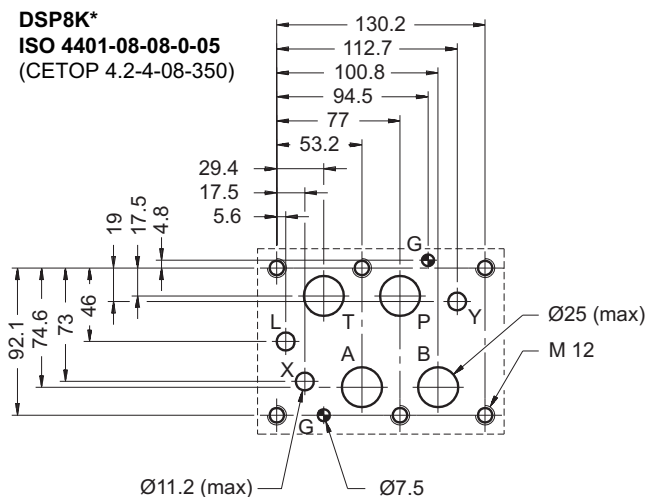 DSP8K*
ISO 4401-08-08-0-05
(CETOP 4.2-4-08-350)
130.2
112.7
100.8
94.5
77
53.2
29.4
17.5
5.6
19
17.5
4.8
G
92.1
74.6
73
46
T
P
Y
L
A
B
X
G
Ø25 (max)
M 12
Ø11.2 (max)
Ø7.5